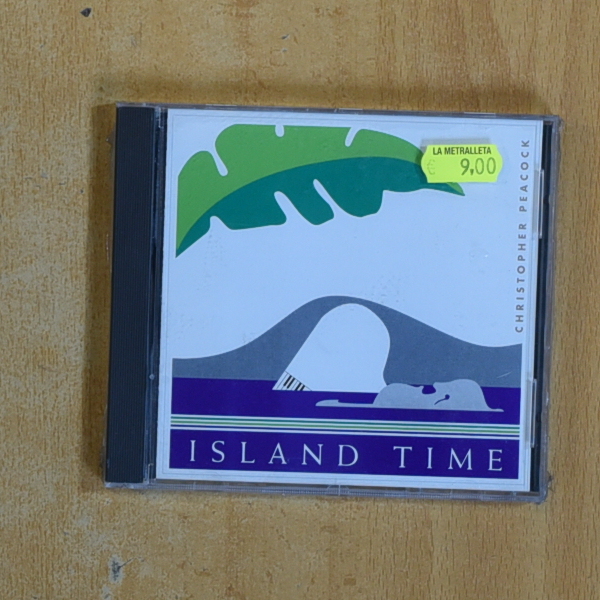 LA METRALLETA
€ 9,00
CHRISTOPHER PEACOCK
ISLAND TIME